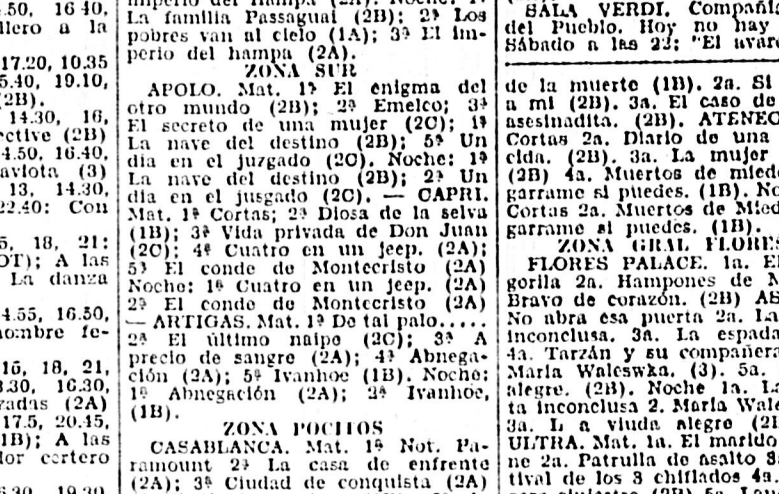 .50, 16 40,
llero a la
17.20, 10.35
5.40, 19.10,
(2B).
14.30, 16,
ective (2B)
4.50, 16.40,
aviota (3)
13, 14.30,
22.40: Con
5, 18, 21:
OT); A las
La danza
4.55, 16.50,
nombre fe-
15, 18, 21,
3.30, 16.30,
radas (2A)
17.5, 20.45,
1B); A las
dor certero
6.30, 19.30
La familia Passaguai (2B); 2ª Los
pobres van al cielo (1A); 3ª El im-
perio del hampa (2A).
ZONA SUR
APOLO. Mat. 1ª El enigma del
otro mundo (2B); 2ª Emelco; 3ª
El secreto de una mujer (2C); 1ª
La nave del destino (2B); 5ª Un
dia en el juzgado (2C). Noche: 1ª
La nave del destino (2B); 2ª Un
dia en el jusgado (2C). — CAPRI.
Mat. 1ª Cortas; 2ª Diosa de la selva
(1B); 3ª Vida privada de Don Juan
(2C); 4ª Cuatro en un jeep. (2A);
5ª El conde de Montecristo (2A)
Noche: 1ª Cuatro en un jeep. (2A)
2ª El conde de Montecristo (2A)
— ARTIGAS. Mat. 1ª De tal palo.....
2ª El último naipe (2C); 3ª A
precio de sangre (2A); 4ª Abnega-
ción (2A); 5ª Ivanhoe (1B). Noche:
1ª Abnegación (2A); 2ª Ivanhoe,
(1B).
ZONA POCITOS
CASABLANCA. Mat. 1ª Not. Pa-
ramount 2ª La casa de enfrente
(2A); 3ª Ciudad de conquista (2A)
SALA VERDI. Compañía
del Pueblo. Hoy no hay
Sábado a las 22: "El avaro
de la muerte (1B). 2a. Si
a mi (2B). 3a. El caso de
asesinadita. (2B). ATENEO
Cortas 2a. Diario de una
cida. (2B). 3a. La mujer
(2B) 4a. Muertos de miedo
garrame si puedes. (1B). No
Cortas 2a. Muertos de Mied
garrame si puedes. (1B).
ZONA GRAL FLORES
FLORES PALACE. 1a. El
gorila 2a. Hampones de N
Bravo de corazón. (2B) AS
No abra esa puerta 2a. La
inconclusa. 3a. La espada
4a. Tarzán y su compañera
Maria Waleswka. (3). 5a.
alegre. (2B). Noche 1a. La
ta inconclusa 2. Maria Wale
3a. L a viuda alegre (2
ULTRA. Mat. 1a. El marido
ne 2a. Patrulla de asalto 3a
tival de los 3 chiflados 4a.